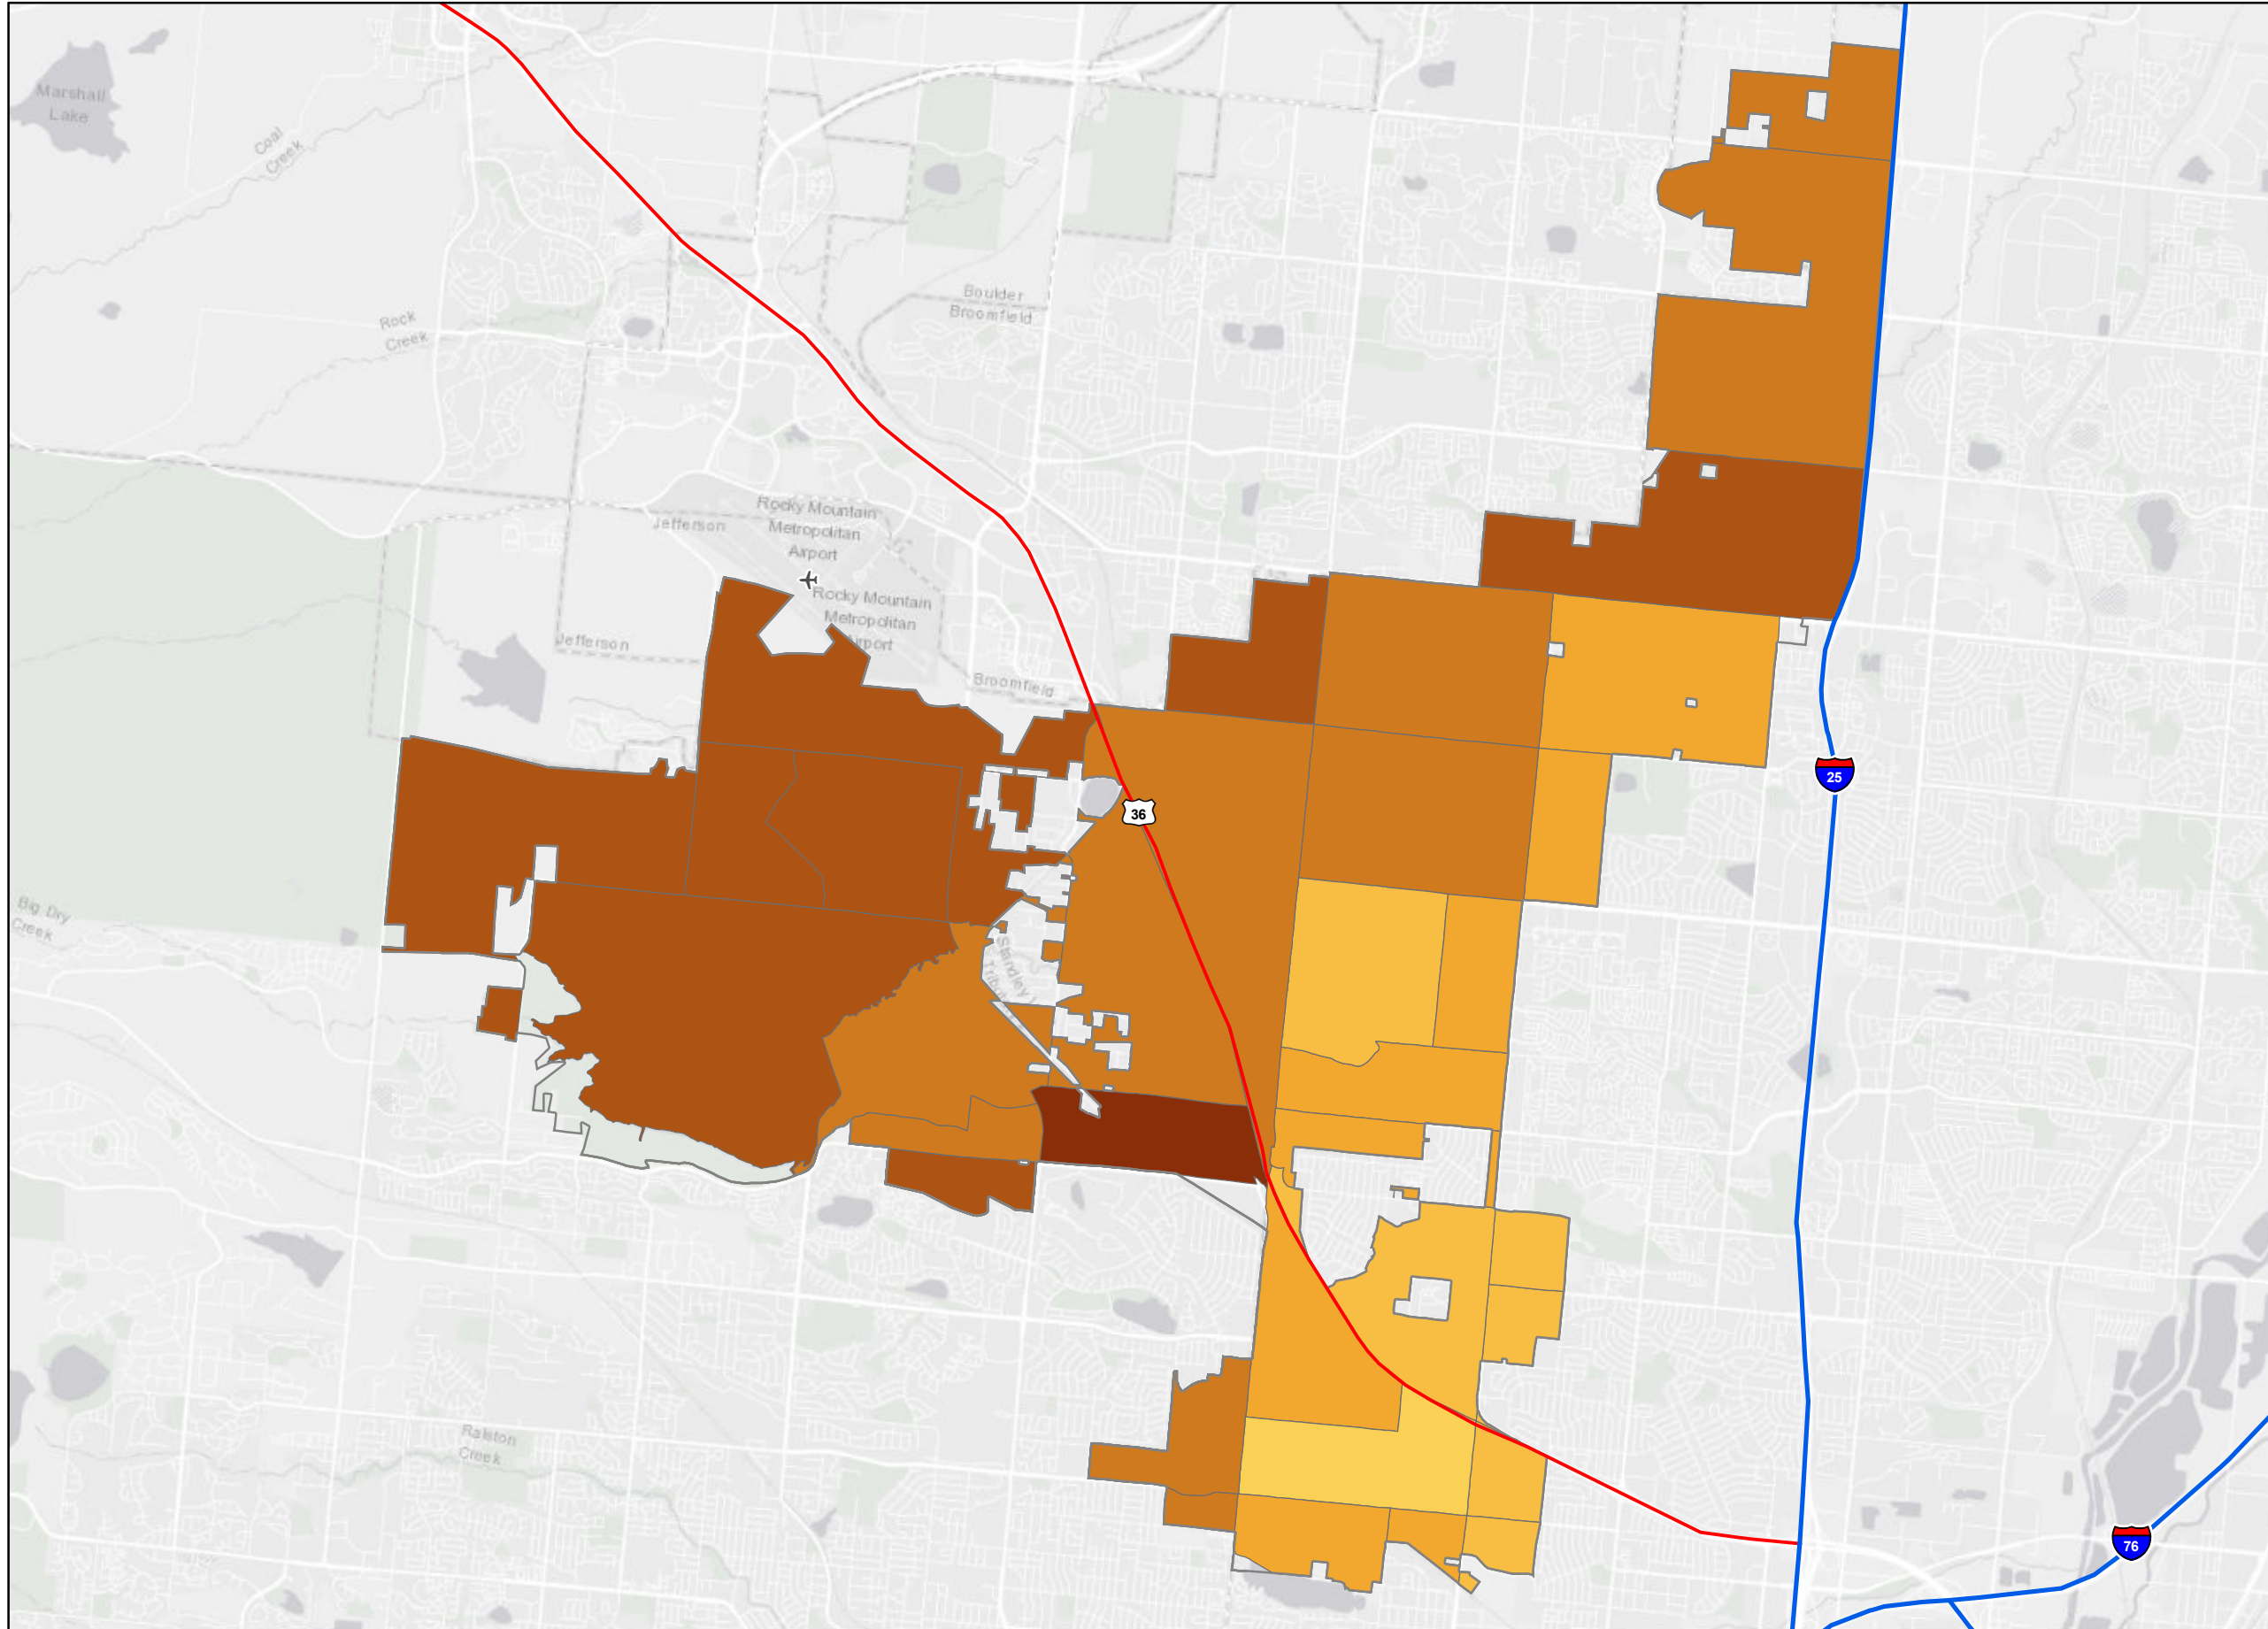 Marshall
Lake
Coal
Creek
Boulder
Broomfield
Rock
Creek
Rocky Mountain
Metropolitan
Airport
Jefferson
Rocky Mountain
Metropolitan
Airport
Jefferson
Broomfield
25
36
Big Dry
Creek
Standley
Ralston
Creek
76